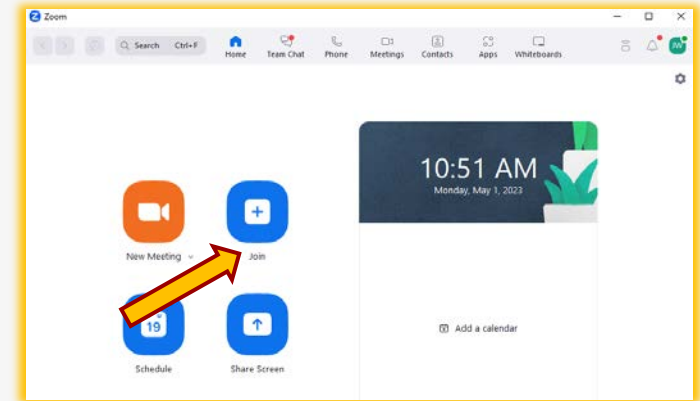 Zoom
Search Ctrl+F
Home Team Chat Phone Meetings Contacts Apps Whiteboards
JW
10:51 AM
Monday, May 1, 2023
New Meeting Join
19
Schedule Share Screen
Add a calendar